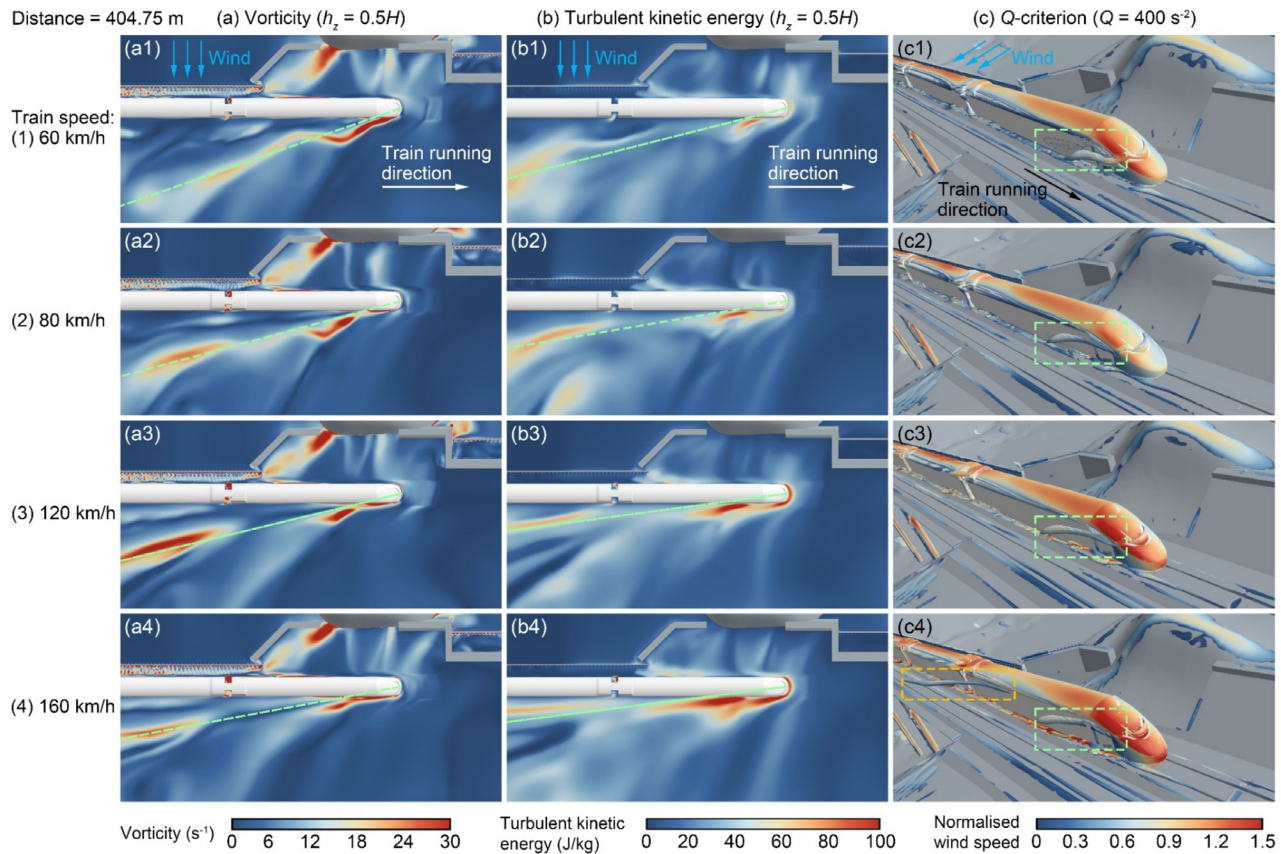 Distance = 404.75 m
(a) Vorticity (h_z = 0.5H)
(b) Turbulent kinetic energy (h_z = 0.5H)
(c) Q-criterion (Q = 400 s⁻²)
(a1)
Wind
(b1)
Wind
(c1)
Wind
Train speed:
(1) 60 km/h
Train running
direction
Train running
direction
Train running
direction
(a2)
(b2)
(c2)
(2) 80 km/h
(a3)
(b3)
(c3)
(3) 120 km/h
(a4)
(b4)
(c4)
(4) 160 km/h
Vorticity (s⁻¹)
0 6 12 18 24 30
Turbulent kinetic
energy (J/kg)
0 20 40 60 80 100
Normalised
wind speed
0 0.3 0.6 0.9 1.2 1.5